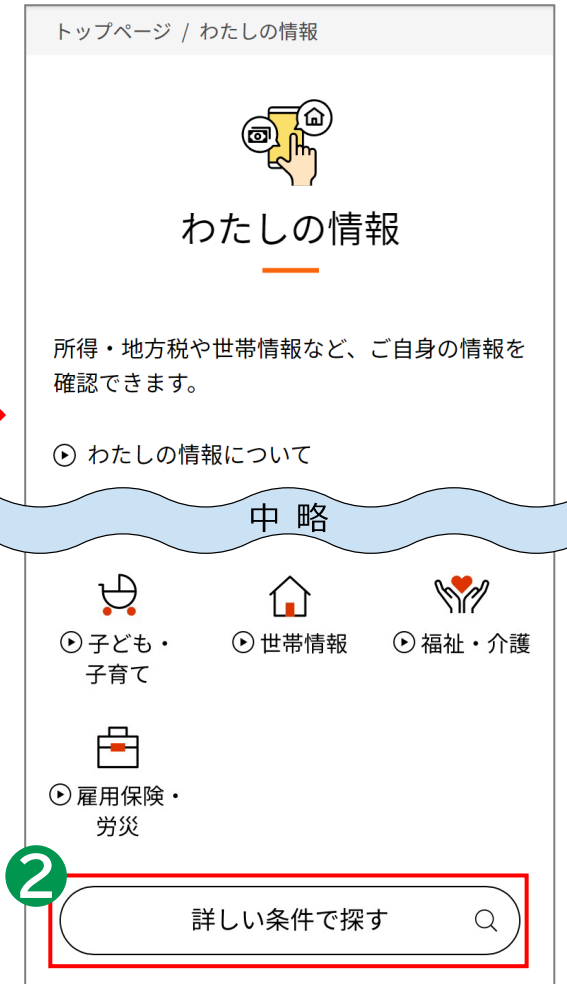 トップページ / わたしの情報
わたしの情報
所得・地方税や世帯情報など、ご自身の情報を
確認できます。
わたしの情報について
中 略
子ども・
子育て
世帯情報
福祉・介護
雇用保険・
労災
2
詳しい条件で探す